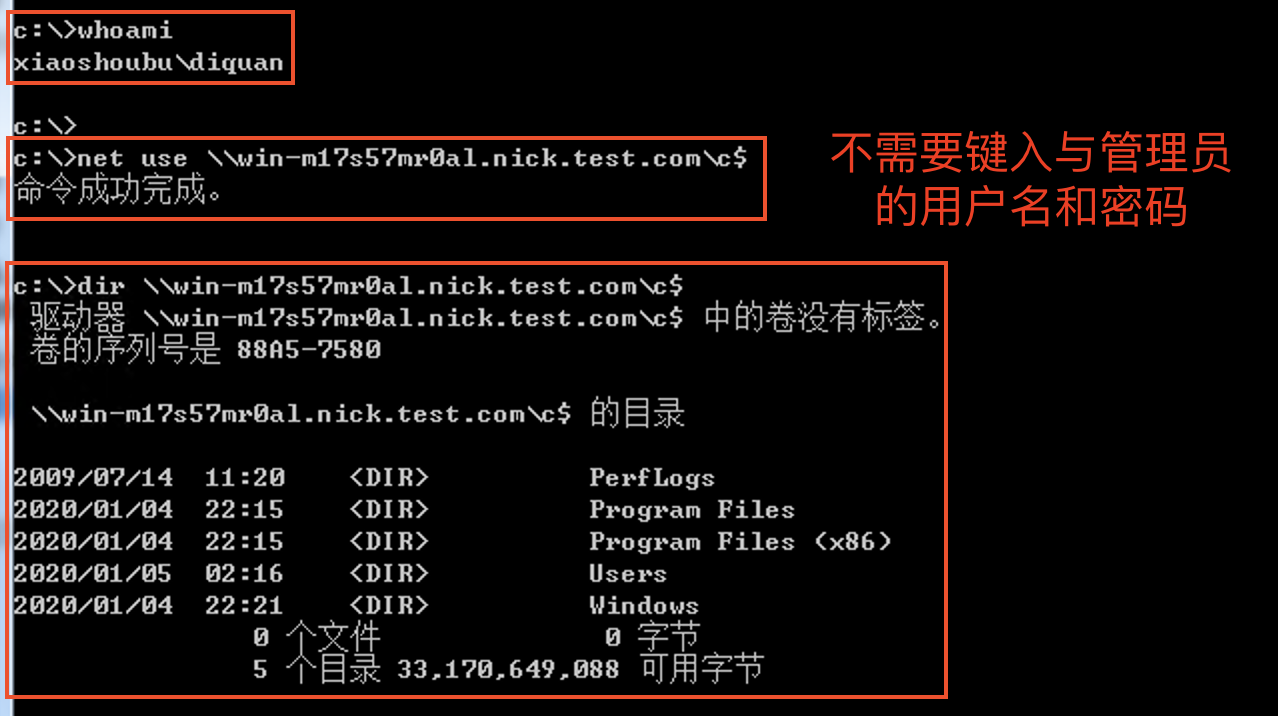 c:\>whoami
xiaoshoubu\diquan
c:\>
c:\>net use \\win-m17s57mr0al.nick.test.com\c$
命令成功完成。
不需要键入与管理员
的用户名和密码
c:\>dir \\win-m17s57mr0al.nick.test.com\c$
驱动器 \\win-m17s57mr0al.nick.test.com\c$ 中的卷没有标签。
卷的序列号是 88A5-7580
\\win-m17s57mr0al.nick.test.com\c$ 的目录
2009/07/14  11:20    <DIR>          PerfLogs
2020/01/04  22:15    <DIR>          Program Files
2020/01/04  22:15    <DIR>          Program Files (x86)
2020/01/05  02:16    <DIR>          Users
2020/01/04  22:21    <DIR>          Windows
0 个文件              0 字节
5 个目录 33,170,649,088 可用字节